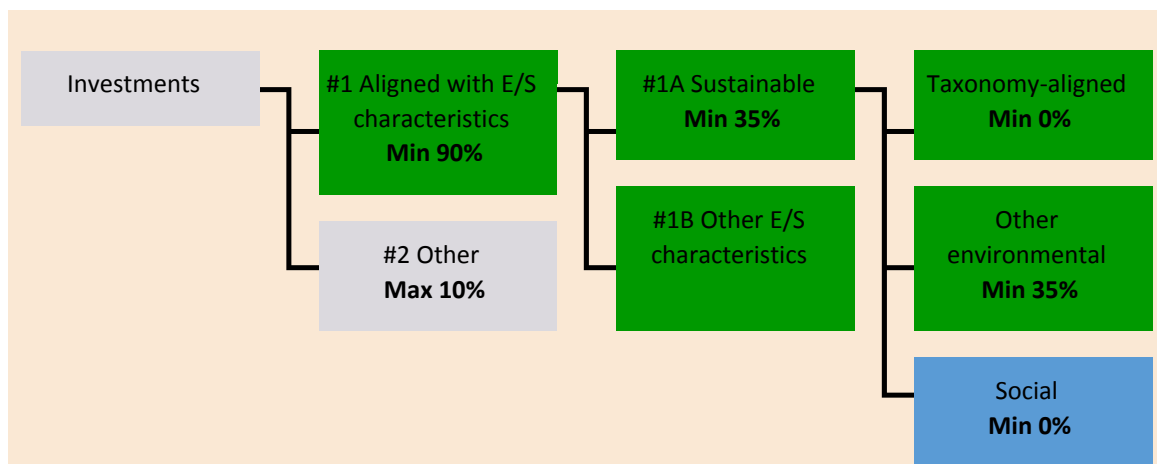 Investments
#1 Aligned with E/S
characteristics
Min 90%
#2 Other
Max 10%
#1A Sustainable
Min 35%
#1B Other E/S
characteristics
Taxonomy-aligned
Min 0%
Other
environmental
Min 35%
Social
Min 0%